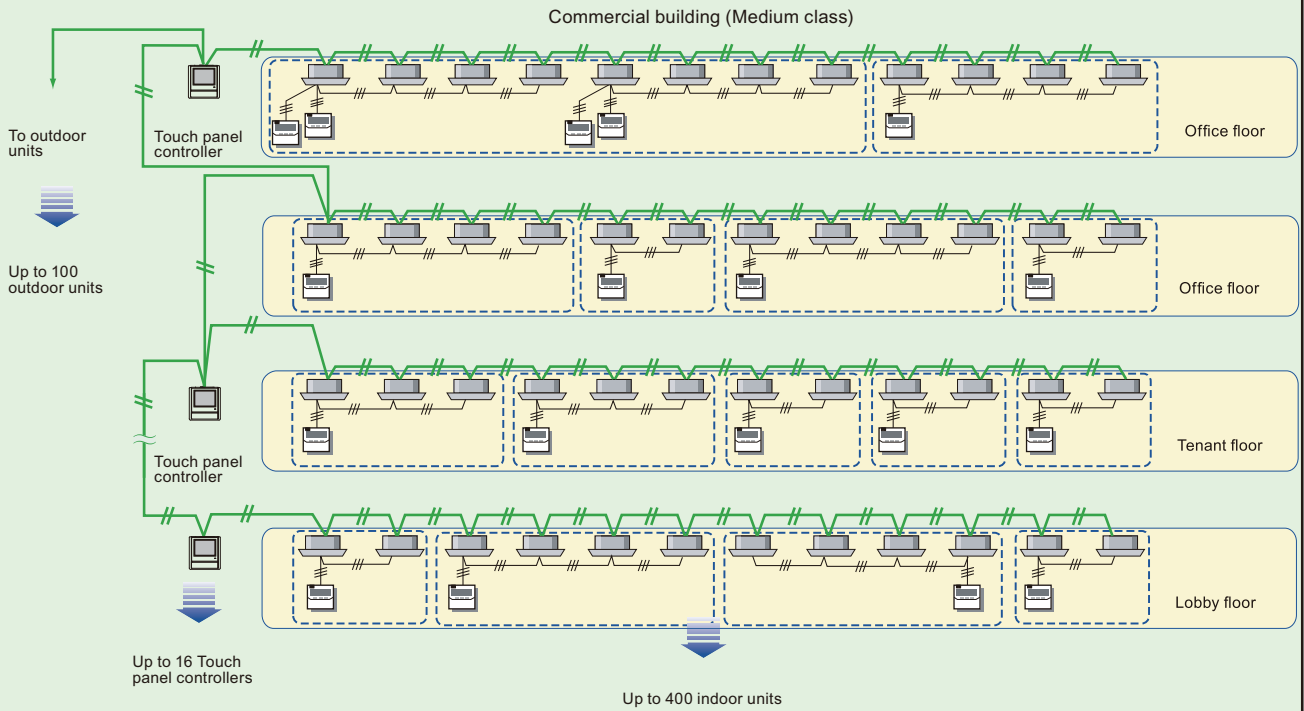 Commercial building (Medium class)
To outdoor
units
Touch panel
controller
Office floor
Up to 100
outdoor units
Office floor
Touch panel
controller
Tenant floor
Lobby floor
Up to 16 Touch
panel controllers
Up to 400 indoor units